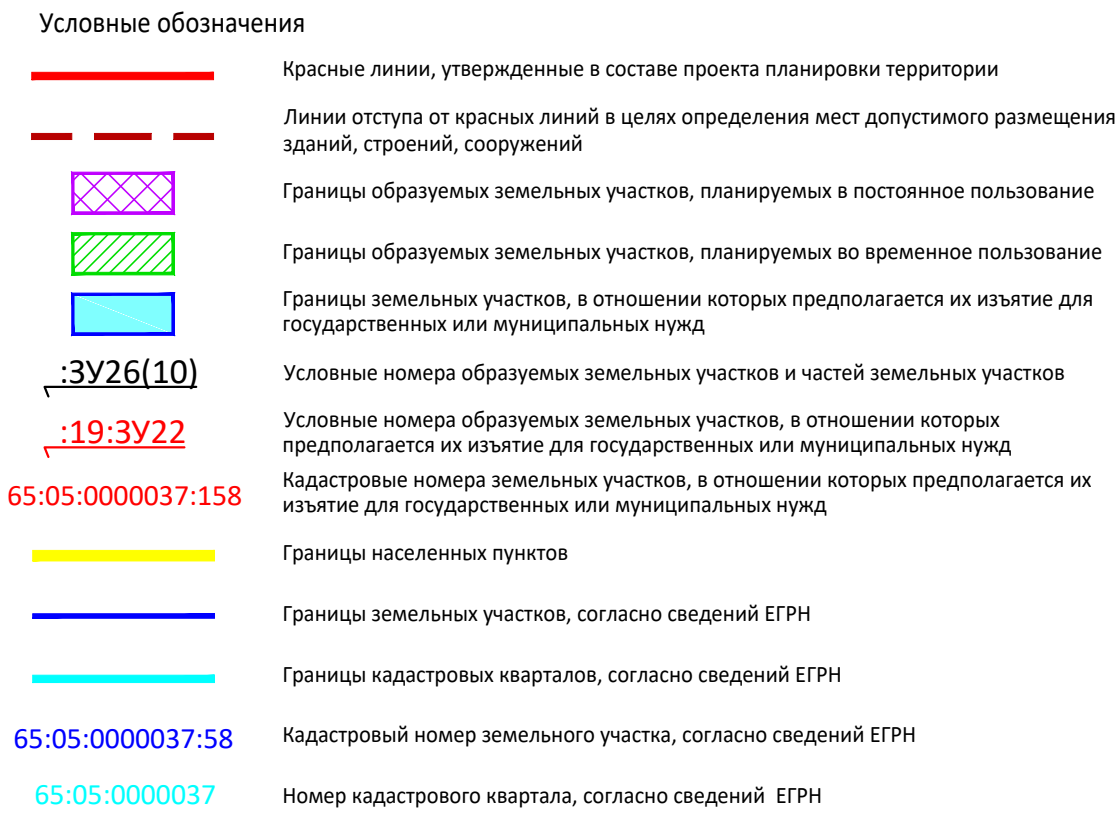 Условные обозначения
Красные линии, утвержденные в составе проекта планировки территории
Линии отступа от красных линий в целях определения мест допустимого размещения
зданий, строений, сооружений
Границы образуемых земельных участков, планируемых в постоянное пользование
Границы образуемых земельных участков, планируемых во временное пользование
Границы земельных участков, в отношении которых предполагается их изъятие для
государственных или муниципальных нужд
:ЗУ26(10)
Условные номера образуемых земельных участков и частей земельных участков
:19:ЗУ22
Условные номера образуемых земельных участков, в отношении которых
предполагается их изъятие для государственных или муниципальных нужд
65:05:0000037:158
Кадастровые номера земельных участков, в отношении которых предполагается их
изъятие для государственных или муниципальных нужд
Границы населенных пунктов
Границы земельных участков, согласно сведений ЕГРН
Границы кадастровых кварталов, согласно сведений ЕГРН
65:05:0000037:58
Кадастровый номер земельного участка, согласно сведений ЕГРН
65:05:0000037
Номер кадастрового квартала, согласно сведений ЕГРН